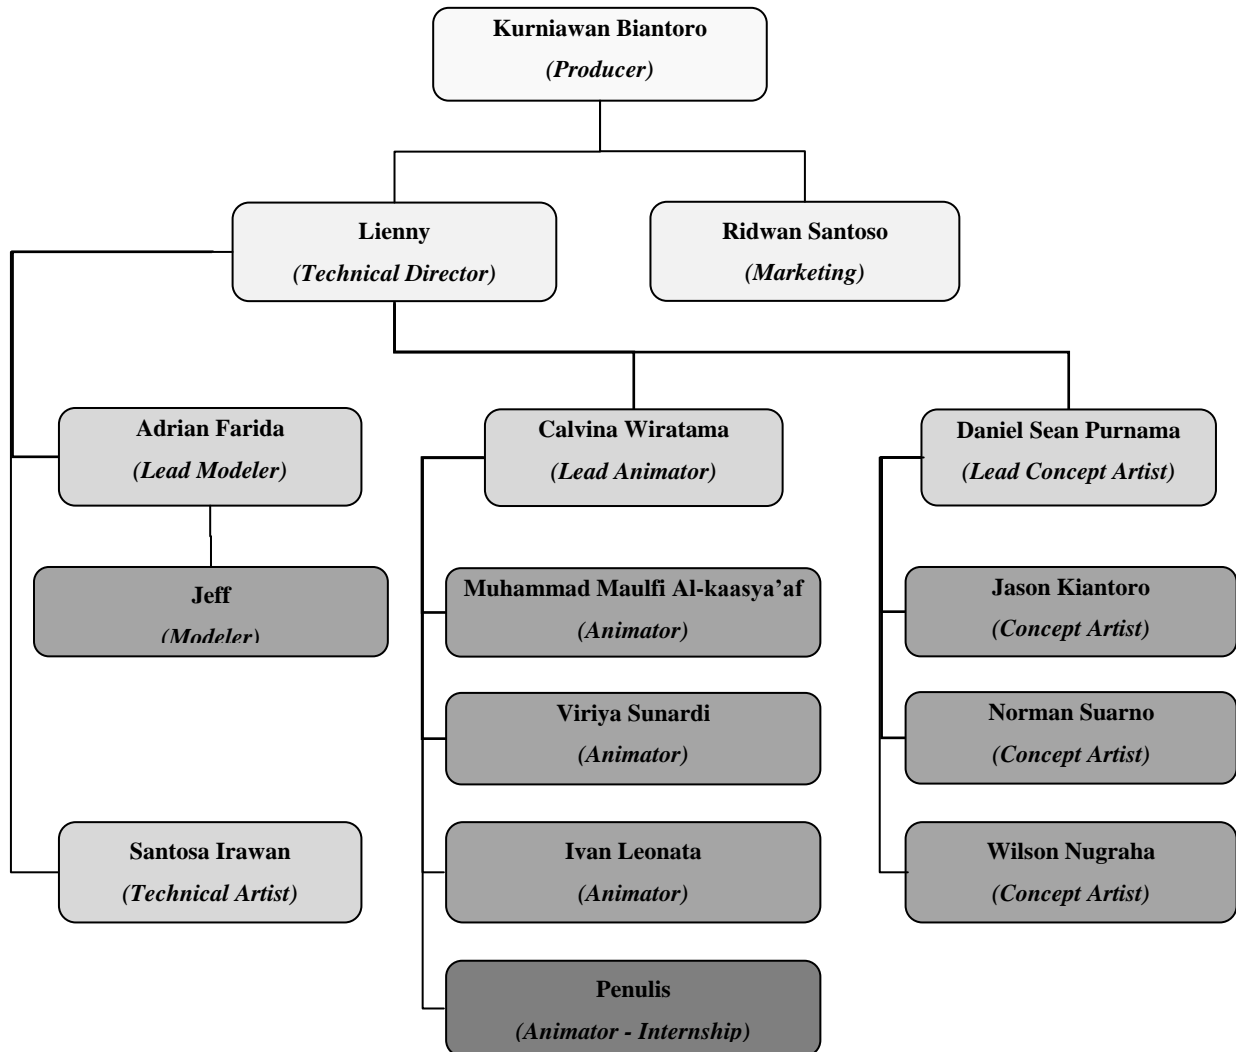 Kurniawan Biantoro
(Producer)
Lienny
(Technical Director)
Ridwan Santoso
(Marketing)
Adrian Farida
(Lead Modeler)
Calvina Wiratama
(Lead Animator)
Daniel Sean Purnama
(Lead Concept Artist)
Jeff
(Modeler)
Muhammad Maulfi Al-kaasya’af
(Animator)
Jason Kiantoro
(Concept Artist)
Viriya Sunardi
(Animator)
Norman Suarno
(Concept Artist)
Santosa Irawan
(Technical Artist)
Ivan Leonata
(Animator)
Wilson Nugraha
(Concept Artist)
Penulis
(Animator - Internship)